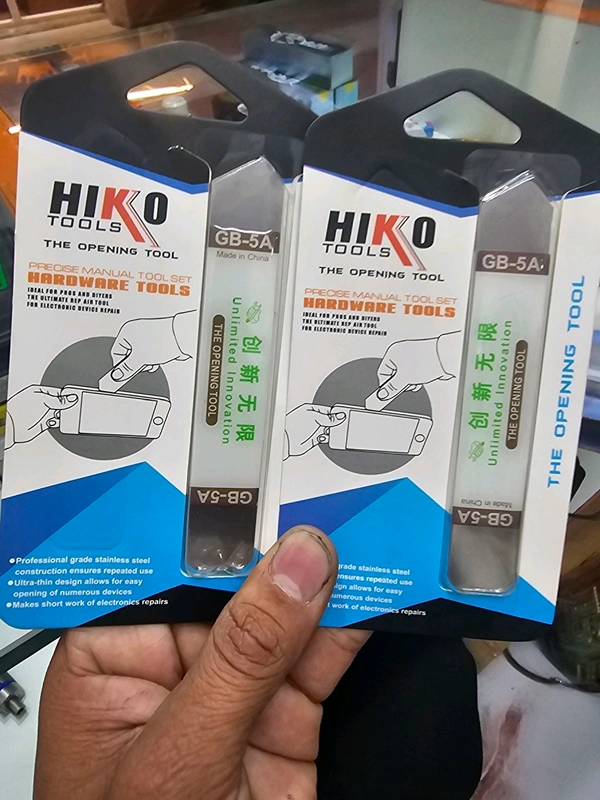 HIKO
TOOLS
THE OPENING TOOL
PRECISE MANUAL TOOL SET
HARDWARE TOOLS
IDEAL FOR PROS AND DIYERS
THE ULTIMATE REP AIR TOOL
FOR ELECTRONIC DEVICE REPAIR
GB-5A
Made in China
创新无限
Unlimited Innovation
THE OPENING TOOL
GB-5A
●Professional grade stainless steel
construction ensures repeated use
●Ultra-thin design allows for easy
opening of numerous devices
●Makes short work of electronics repairs
HIKO
TOOLS
THE OPENING TOOL
PRECISE MANUAL TOOL SET
HARDWARE TOOLS
IDEAL FOR PROS AND DIYERS
THE ULTIMATE REP AIR TOOL
FOR ELECTRONIC DEVICE REPAIR
GB-5A
创新无限
Unlimited Innovation
THE OPENING TOOL
Made in China
GB-5A
grade stainless steel
ensures repeated use
design allows for easy
numerous devices
work of electronics repairs
THE OPENING TOOL